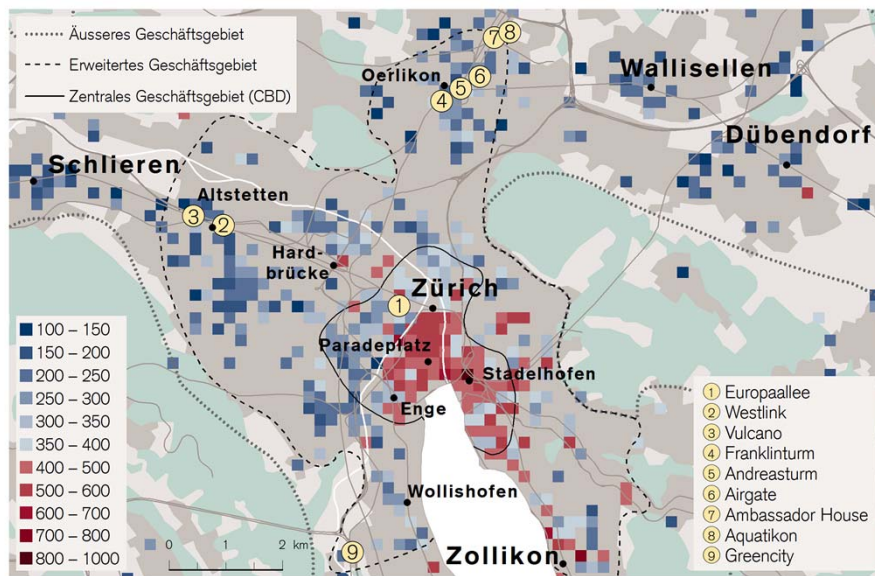 Äusseres Geschäftsgebiet
Erweitertes Geschäftsgebiet
Zentrales Geschäftsgebiet (CBD)
7
8
Oerlikon
6
5
4
Wallisellen
Dübendorf
Schlieren
Altstetten
3
2
Hard-
brücke
Zürich
1
Paradeplatz
Stadelhofen
Enge
Wollishofen
9
Zollikon
100 – 150
150 – 200
200 – 250
250 – 300
300 – 350
350 – 400
400 – 500
500 – 600
600 – 700
700 – 800
800 – 1000
0 1 2 km
1 Europaallee
2 Westlink
3 Vulcano
4 Franklinturm
5 Andreasturm
6 Airgate
7 Ambassador House
8 Aquatikon
9 Greencity